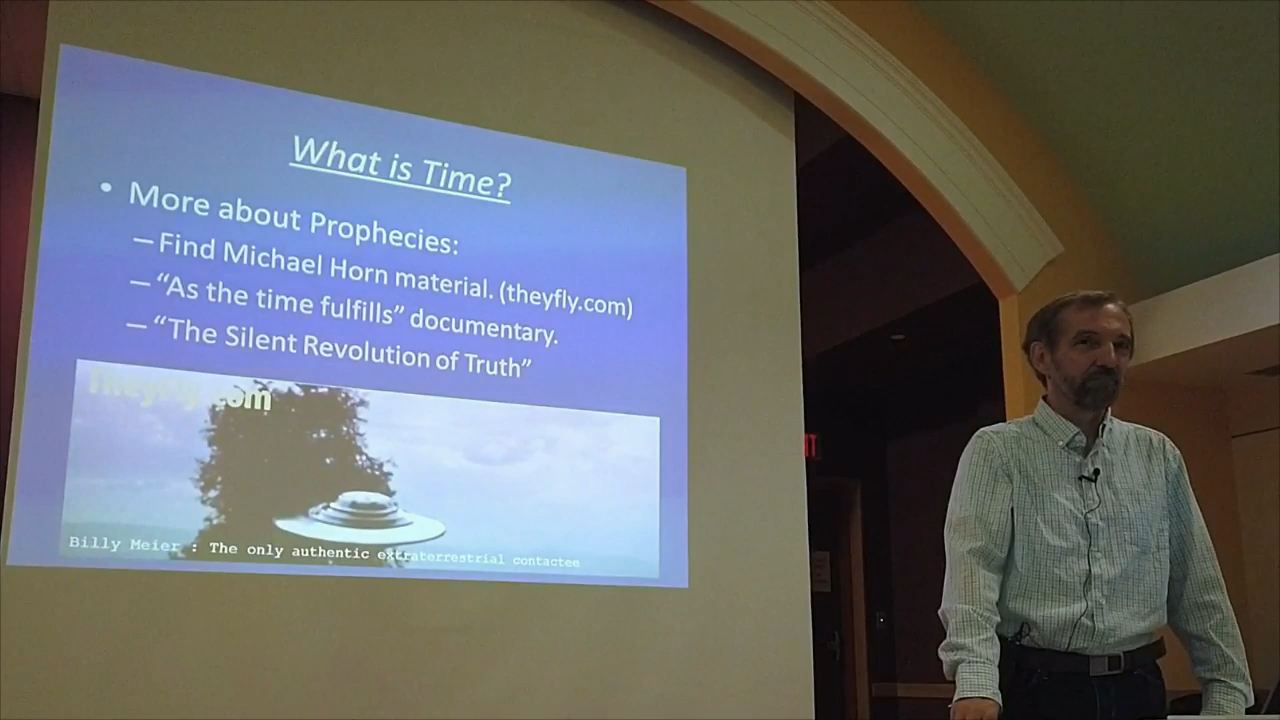 What is Time?
• More about Prophecies:
–Find Michael Horn material. (theyfly.com)
–“As the time fulfills” documentary.
–“The Silent Revolution of Truth”
TheyFly.com
Billy Meier : The only authentic extraterrestrial contactee